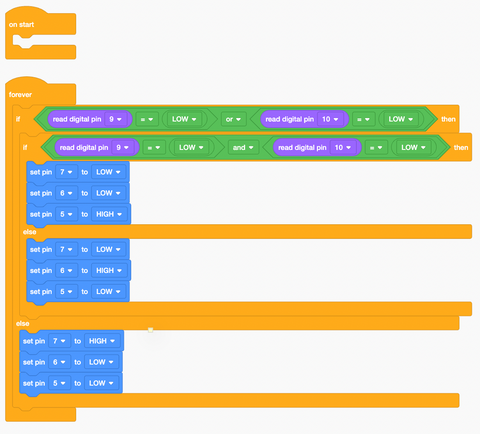 on start
forever
if read digital pin 9 = LOW or read digital pin 10 = LOW then
if read digital pin 9 = LOW and read digital pin 10 = LOW then
set pin 7 to LOW
set pin 6 to LOW
set pin 5 to HIGH
else
set pin 7 to LOW
set pin 6 to HIGH
set pin 5 to LOW
else
set pin 7 to HIGH
set pin 6 to LOW
set pin 5 to LOW